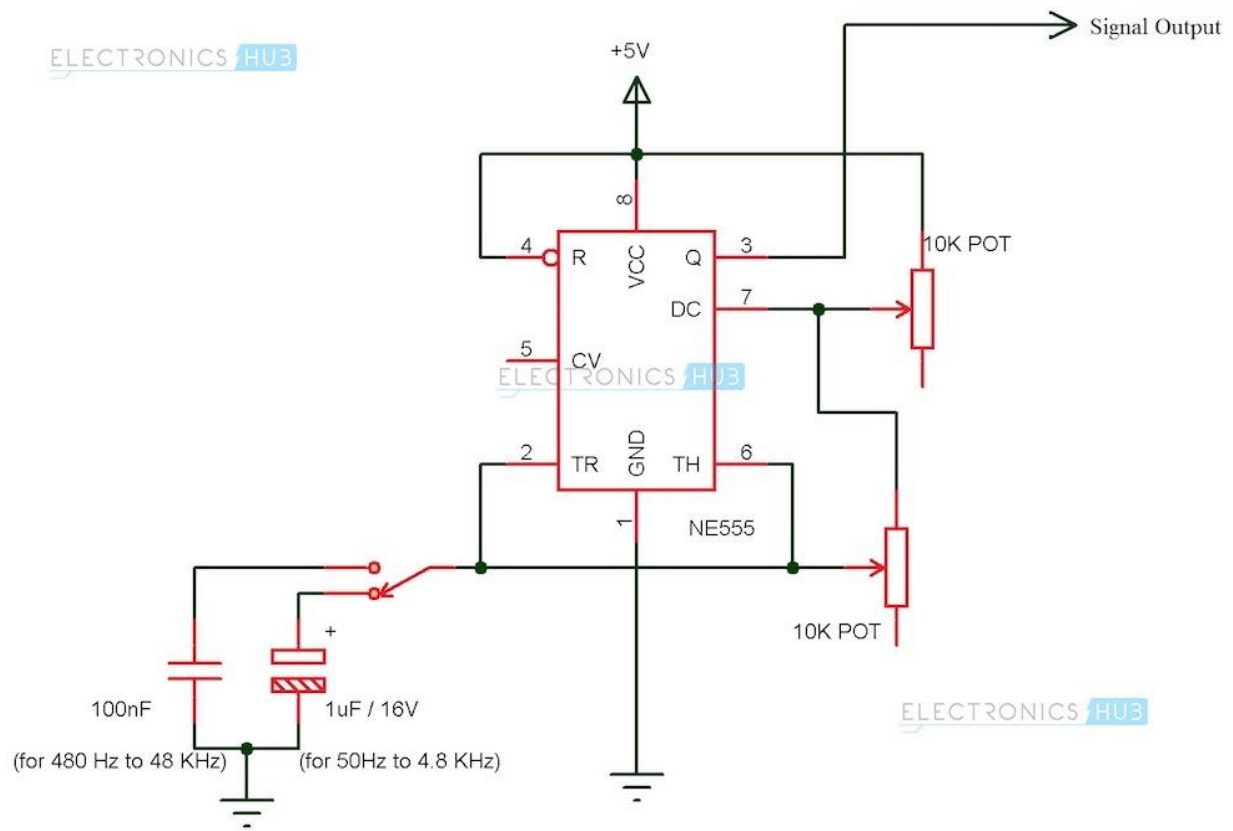 Signal Output
ELECTRONICS HUB
+5V
8
10K POT
4
R
VCC
Q
3
DC
7
5
CV
ELECTRONICS HUB
2
TR
GND
TH
6
1
NE555
+
10K POT
100nF
1uF / 16V
ELECTRONICS HUB
(for 480 Hz to 48 KHz)
(for 50Hz to 4.8 KHz)